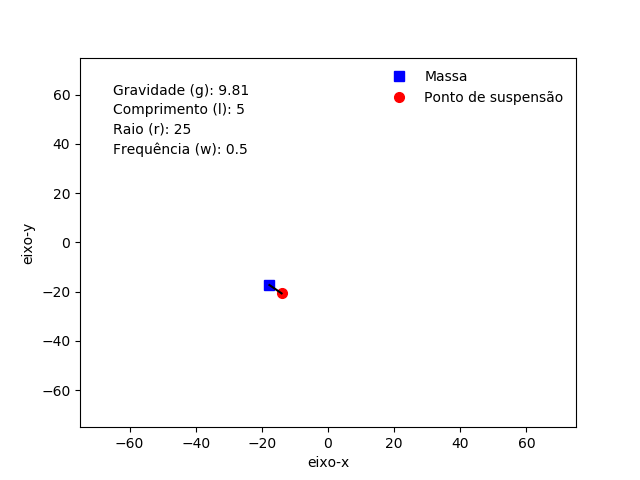 Gravidade (g): 9.81
Comprimento (l): 5
Raio (r): 25
Frequência (w): 0.5
Massa
Ponto de suspensão
60
40
20
0
−20
−40
−60
eixo-y
−60 −40 −20 0 20 40 60
eixo-x